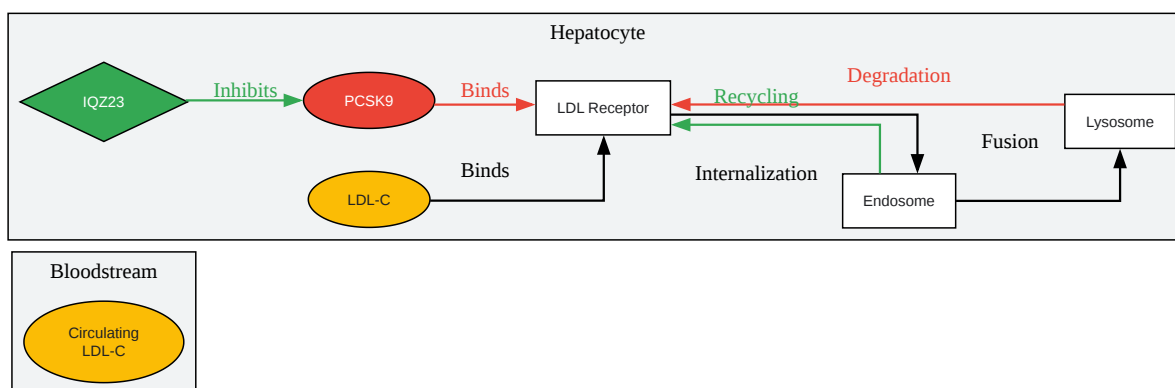 Hepatocyte
IQZ23
Inhibits
PCSK9
Binds
LDL Receptor
Degradation
Recycling
Lysosome
LDL-C
Binds
Internalization
Fusion
Endosome
Bloodstream
Circulating
LDL-C